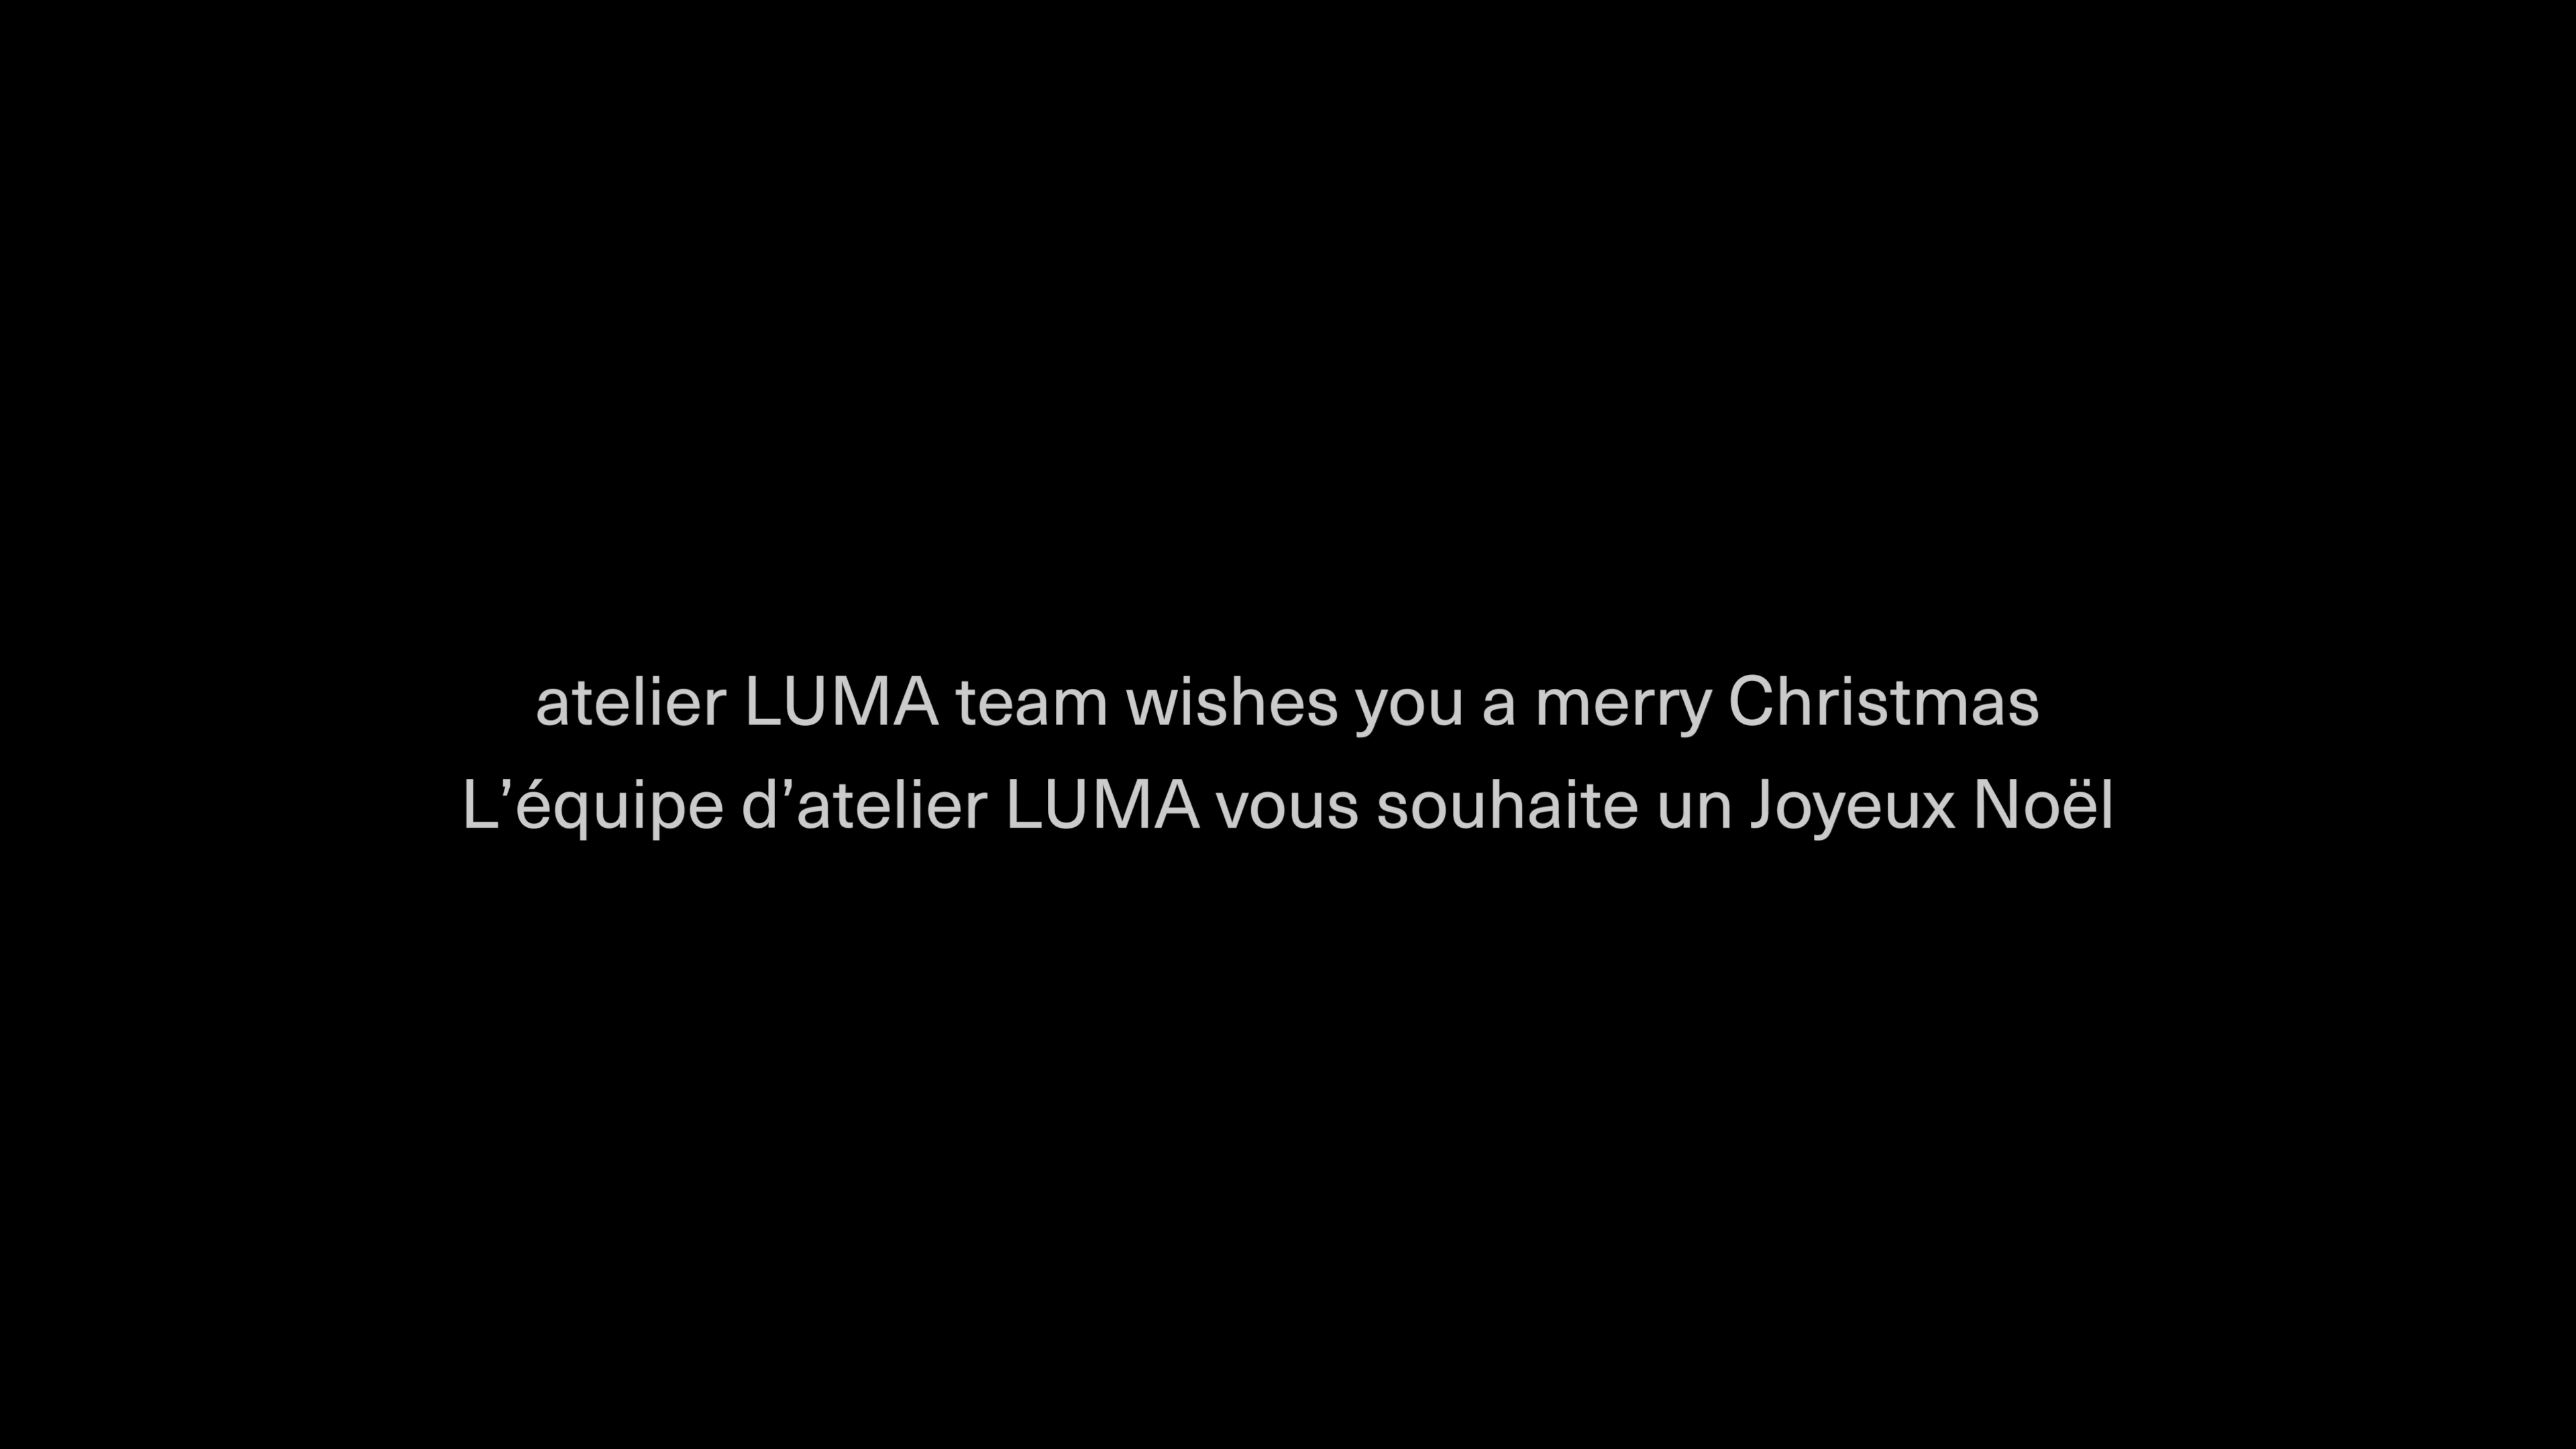 atelier LUMA team wishes you a merry Christmas
L’équipe d’atelier LUMA vous souhaite un Joyeux Noël